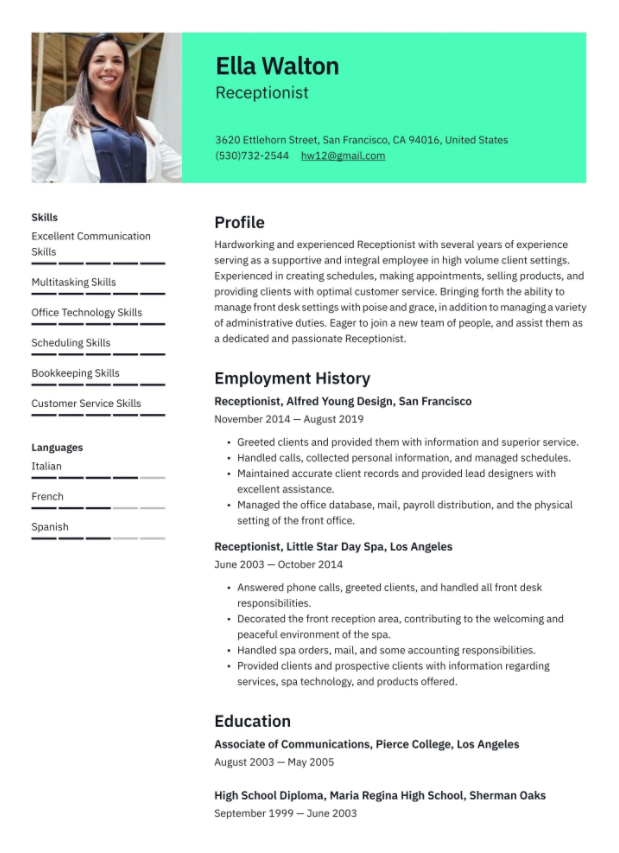 Ella Walton
Receptionist
3620 Ettlehorn Street, San Francisco, CA 94016, United States
(530)732-2544 hw12@gmail.com
Skills
Excellent Communication
Skills
Multitasking Skills
Office Technology Skills
Scheduling Skills
Bookkeeping Skills
Customer Service Skills
Languages
Italian
French
Spanish
Profile
Hardworking and experienced Receptionist with several years of experience
serving as a supportive and integral employee in high volume client settings.
Experienced in creating schedules, making appointments, selling products, and
providing clients with optimal customer service. Bringing forth the ability to
manage front desk settings with poise and grace, in addition to managing a variety
of administrative duties. Eager to join a new team of people, and assist them as
a dedicated and passionate Receptionist.
Employment History
Receptionist, Alfred Young Design, San Francisco
November 2014 — August 2019
• Greeted clients and provided them with information and superior service.
• Handled calls, collected personal information, and managed schedules.
• Maintained accurate client records and provided lead designers with
excellent assistance.
• Managed the office database, mail, payroll distribution, and the physical
setting of the front office.
Receptionist, Little Star Day Spa, Los Angeles
June 2003 — October 2014
• Answered phone calls, greeted clients, and handled all front desk
responsibilities.
• Decorated the front reception area, contributing to the welcoming and
peaceful environment of the spa.
• Handled spa orders, mail, and some accounting responsibilities.
• Provided clients and prospective clients with information regarding
services, spa technology, and products offered.
Education
Associate of Communications, Pierce College, Los Angeles
August 2003 — May 2005
High School Diploma, Maria Regina High School, Sherman Oaks
September 1999 — June 2003